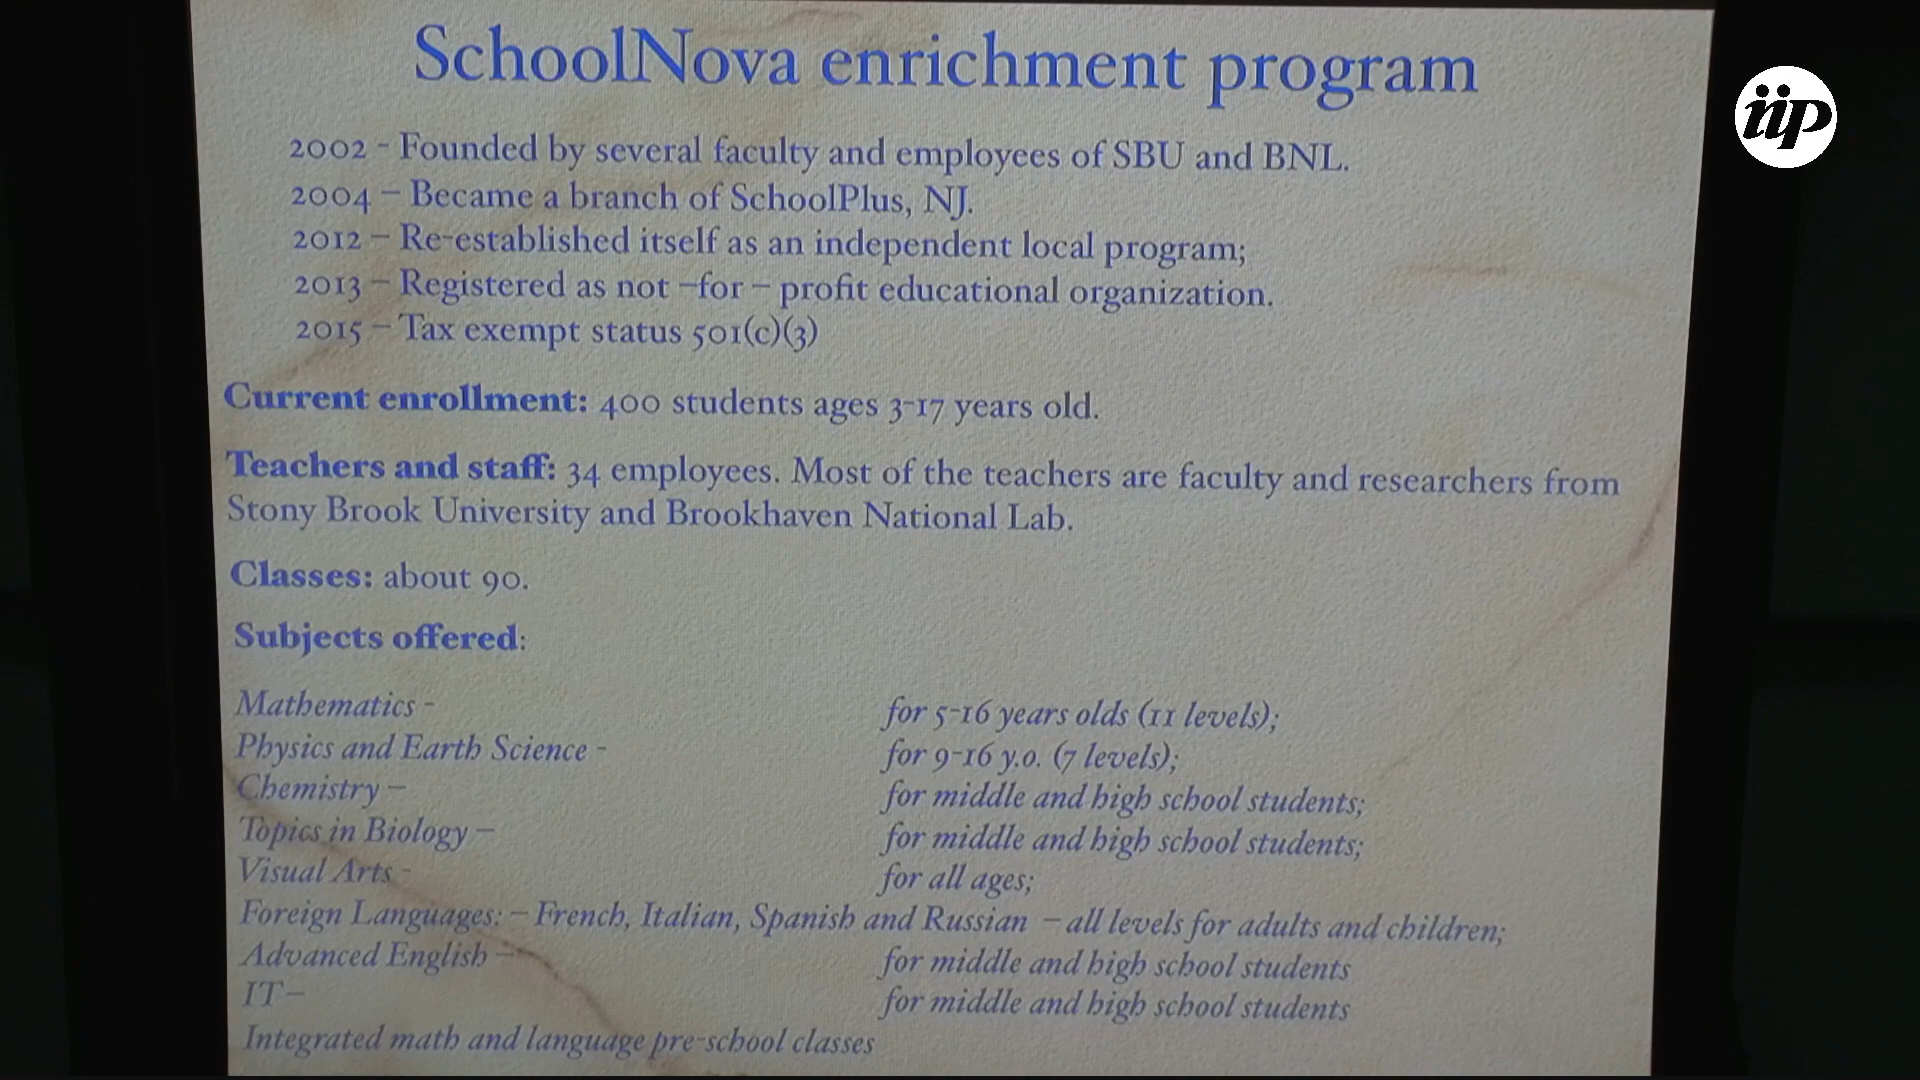 SchoolNova enrichment program
iip
2002 - Founded by several faculty and employees of SBU and BNL.
2004 – Became a branch of SchoolPlus, NJ.
2012 – Re-established itself as an independent local program;
2013 – Registered as not –for – profit educational organization.
2015 – Tax exempt status 501(c)(3)
Current enrollment: 400 students ages 3-17 years old.
Teachers and staff: 34 employees. Most of the teachers are faculty and researchers from
Stony Brook University and Brookhaven National Lab.
Classes: about 90.
Subjects offered:
Mathematics - for 5-16 years olds (11 levels);
Physics and Earth Science - for 9-16 y.o. (7 levels);
Chemistry – for middle and high school students;
Topics in Biology – for middle and high school students;
Visual Arts - for all ages;
Foreign Languages: – French, Italian, Spanish and Russian – all levels for adults and children;
Advanced English – for middle and high school students
IT – for middle and high school students
Integrated math and language pre-school classes